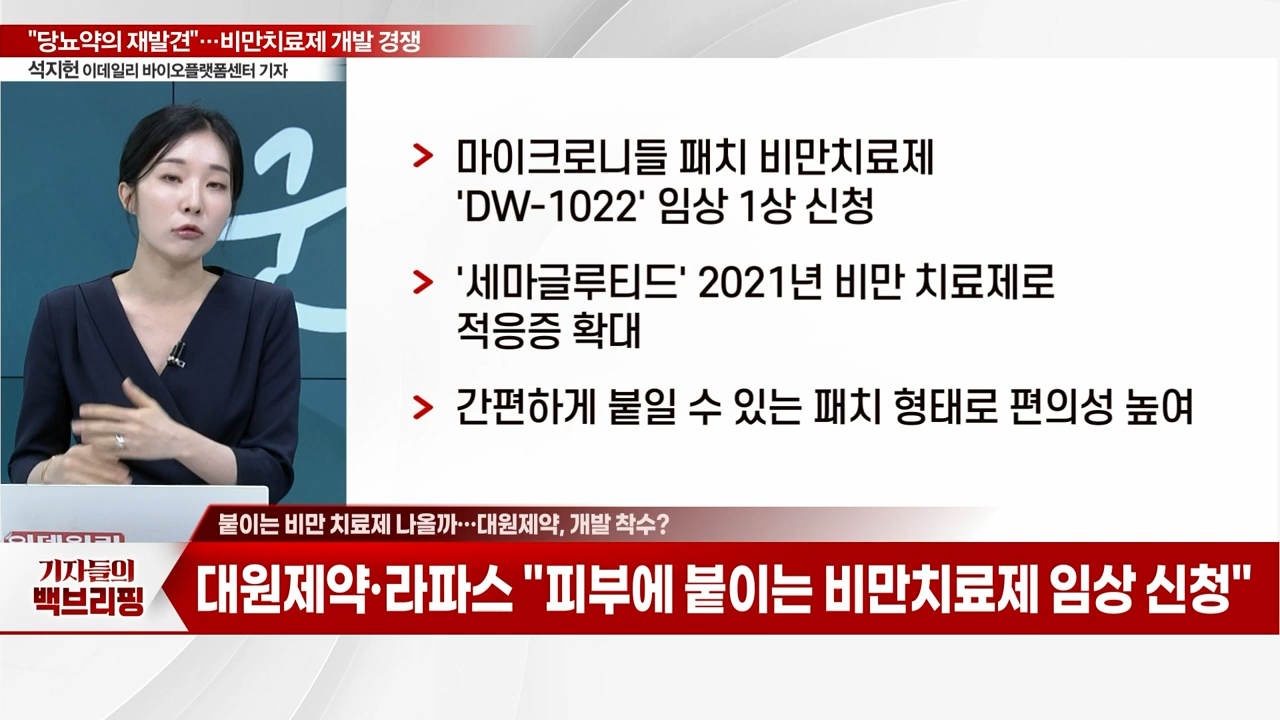 "당뇨약의 재발견"…비만치료제 개발 경쟁
석지헌 이데일리 바이오플랫폼센터 기자
> 마이크로니들 패치 비만치료제
'DW-1022' 임상 1상 신청
> '세마글루티드' 2021년 비만 치료제로
적응증 확대
> 간편하게 붙일 수 있는 패치 형태로 편의성 높여
붙이는 비만 치료제 나올까…대원제약, 개발 착수?
기자들의
백브리핑
대원제약·라파스 "피부에 붙이는 비만치료제 임상 신청"